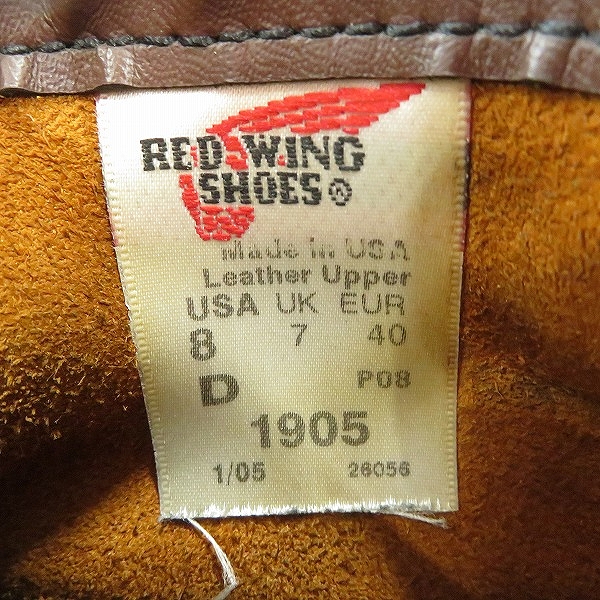 RED WING
SHOES ®
Made in USA
Leather Upper
USA UK EUR
8 7 40
D P08
1905
1/05 26056